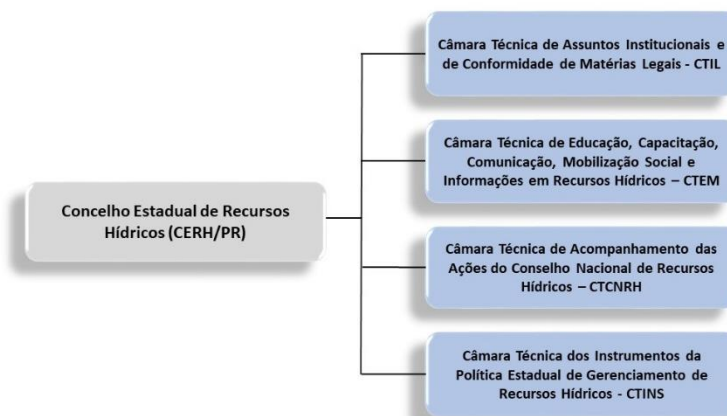 Câmara Técnica de Assuntos Institucionais e
de Conformidade de Matérias Legais - CTIL
Câmara Técnica de Educação, Capacitação,
Comunicação, Mobilização Social e
Informações em Recursos Hídricos – CTEM
Concelho Estadual de Recursos
Hídricos (CERH/PR)
Câmara Técnica de Acompanhamento das
Ações do Conselho Nacional de Recursos
Hídricos – CTCNRH
Câmara Técnica dos Instrumentos da
Política Estadual de Gerenciamento de
Recursos Hídricos - CTINS